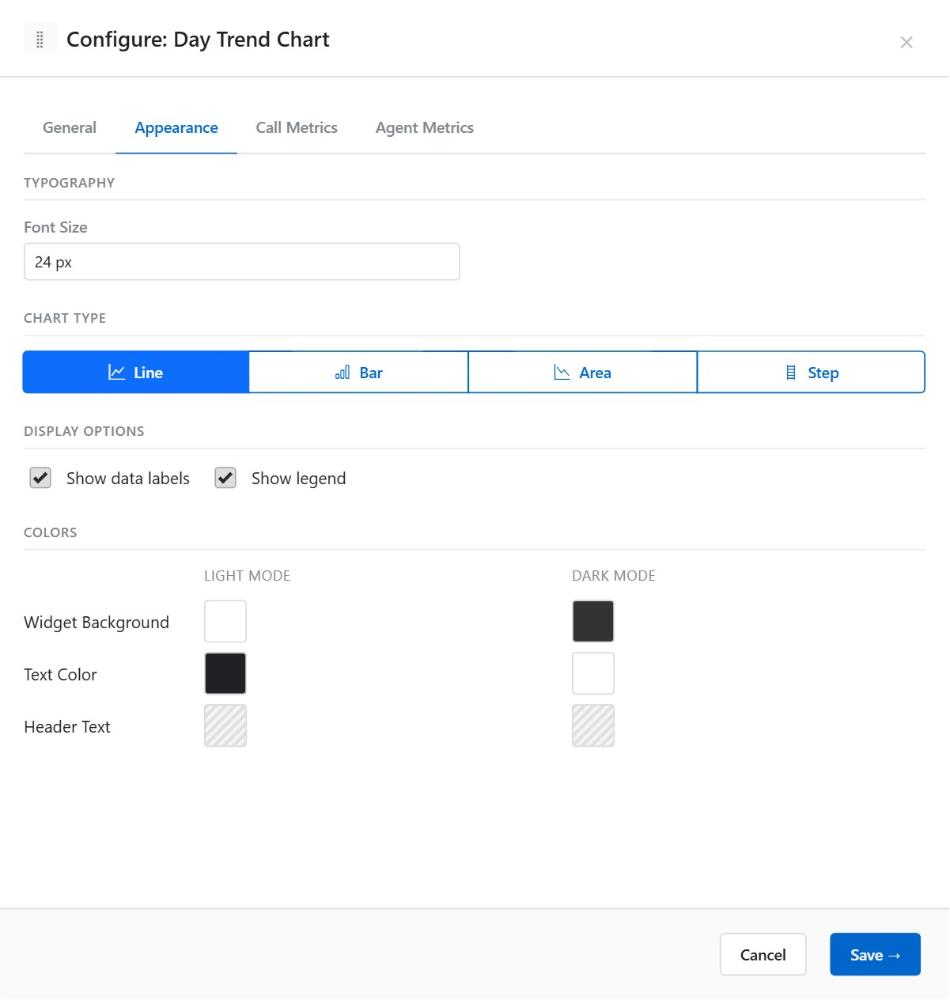 Configure: Day Trend Chart
General Appearance Call Metrics Agent Metrics
TYPOGRAPHY
Font Size
24 px
CHART TYPE
Line Bar Area Step
DISPLAY OPTIONS
Show data labels Show legend
COLORS
LIGHT MODE DARK MODE
Widget Background
Text Color
Header Text
Cancel Save →